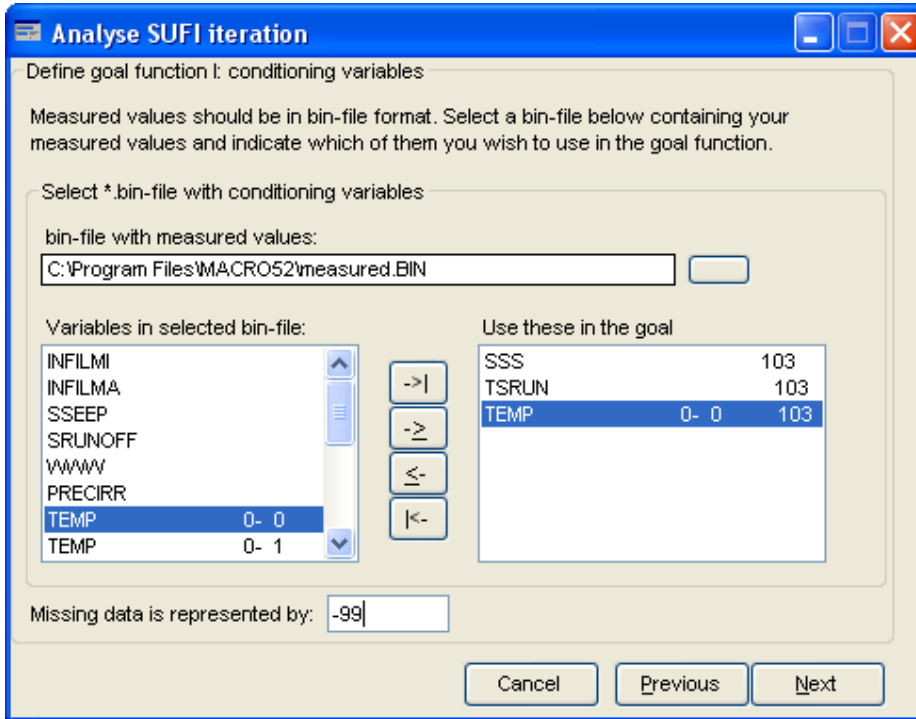 Analyse SUFI iteration
Define goal function I: conditioning variables
Measured values should be in bin-file format. Select a bin-file below containing your
measured values and indicate which of them you wish to use in the goal function.
Select *.bin-file with conditioning variables
bin-file with measured values:
C:\Program Files\MACRO52\measured.BIN
Variables in selected bin-file:
INFILMI
INFILMA
SSEEP
SRUNOFF
WWW
PRECIRR
TEMP 0- 0
TEMP 0- 1
->|
->
<-
|<-
Use these in the goal
SSS 103
TSRUN 103
TEMP 0- 0 103
Missing data is represented by: -99
Cancel Previous Next